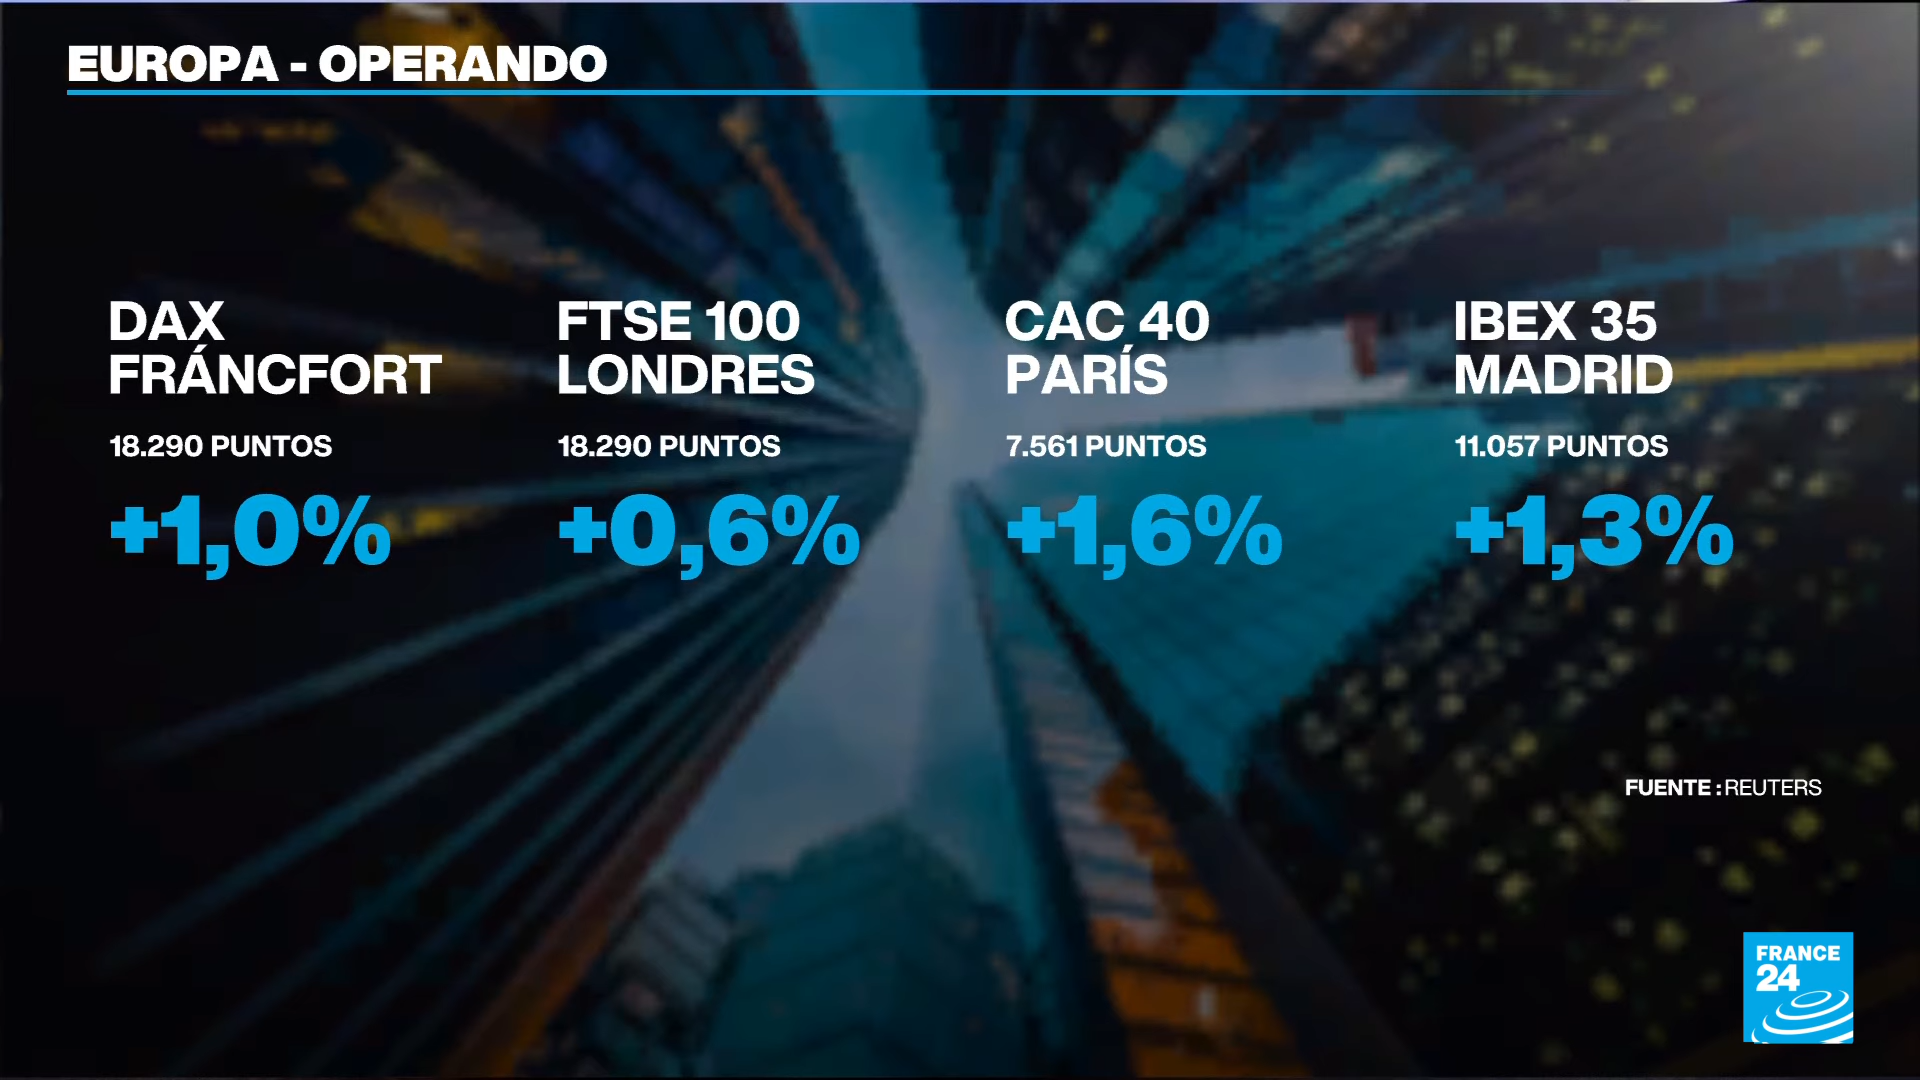 EUROPA - OPERANDO
DAX
FRÁNCFORT
18.290 PUNTOS
+1,0%
FTSE 100
LONDRES
18.290 PUNTOS
+0,6%
CAC 40
PARÍS
7.561 PUNTOS
+1,6%
IBEX 35
MADRID
11.057 PUNTOS
+1,3%
FUENTE : REUTERS
FRANCE
24